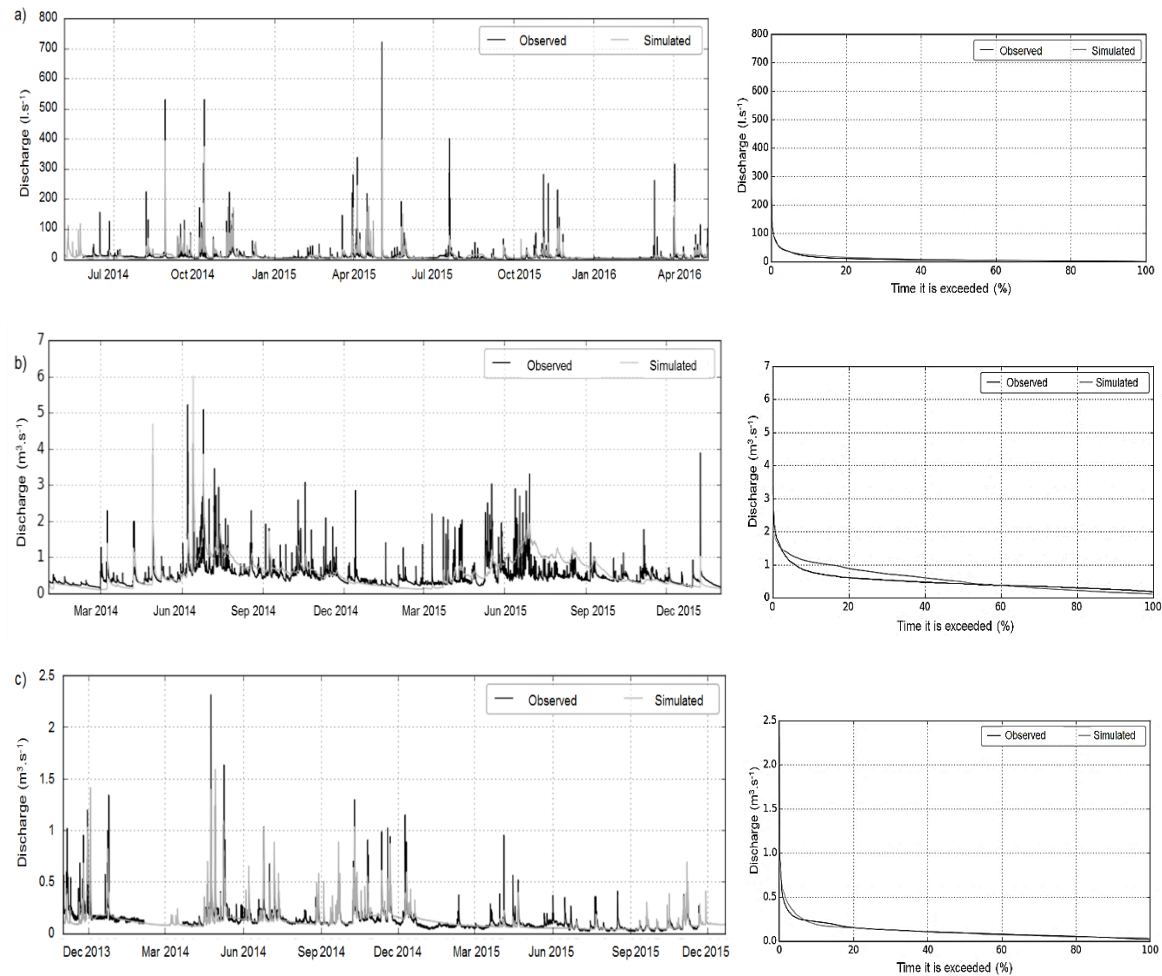 a)
800
700
600
500
400
300
200
100
0
Discharge (l.s⁻¹)
Observed Simulated
Jul 2014 Oct 2014 Jan 2015 Apr 2015 Jul 2015 Oct 2015 Jan 2016 Apr 2016
800
700
600
500
400
300
200
100
0
Discharge (l.s⁻¹)
Observed Simulated
0 20 40 60 80 100
Time it is exceeded (%)
b)
7
6
5
4
3
2
1
0
Discharge (m³.s⁻¹)
Observed Simulated
Mar 2014 Jun 2014 Sep 2014 Dec 2014 Mar 2015 Jun 2015 Sep 2015 Dec 2015
7
6
5
4
3
2
1
0
Discharge (m³.s⁻¹)
Observed Simulated
0 20 40 60 80 100
Time it is exceeded (%)
c)
2.5
2
1.5
1
0.5
0
Discharge (m³.s⁻¹)
Observed Simulated
Dec 2013 Mar 2014 Jun 2014 Sep 2014 Dec 2014 Mar 2015 Jun 2015 Sep 2015 Dec 2015
2.5
2.0
1.5
1.0
0.5
0.0
Discharge (m³.s⁻¹)
Observed Simulated
0 20 40 60 80 100
Time it is exceeded (%)